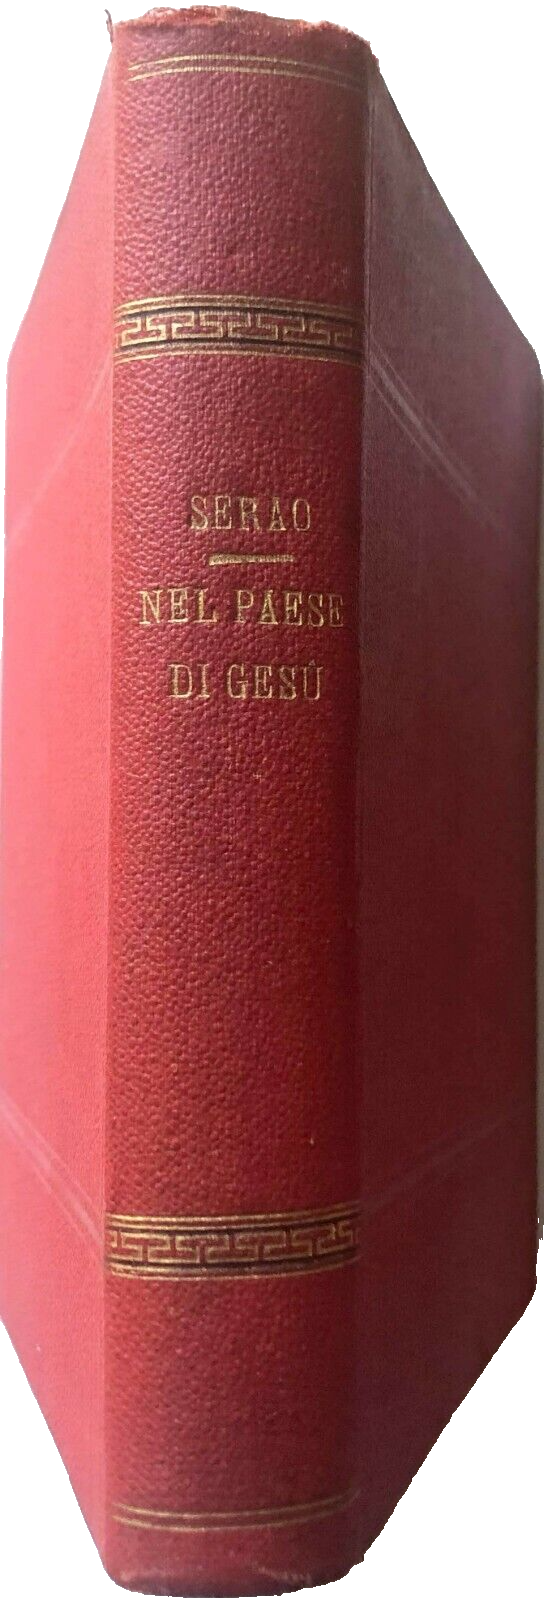 SERAO
NEL PAESE
DI GESÙ